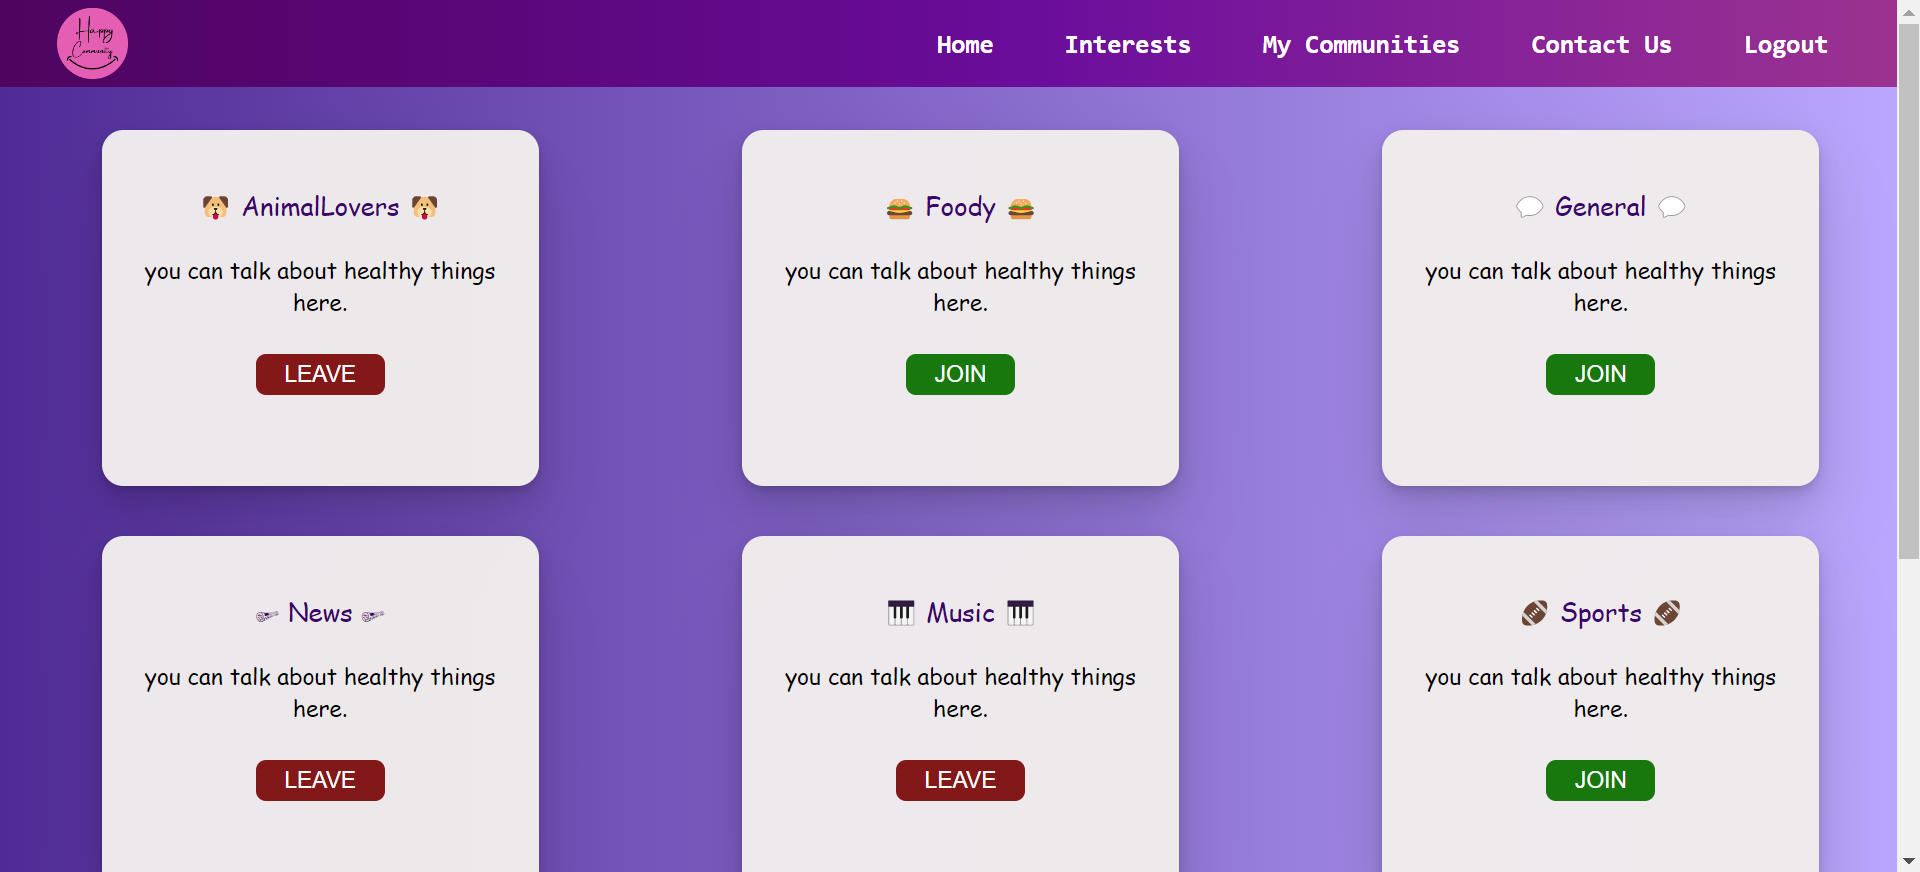 Happy
Community
Home Interests My Communities Contact Us Logout
🐶 AnimalLovers 🐶
you can talk about healthy things
here.
LEAVE
🍔 Foody 🍔
you can talk about healthy things
here.
JOIN
💬 General 💬
you can talk about healthy things
here.
JOIN
News
you can talk about healthy things
here.
LEAVE
🎹 Music 🎹
you can talk about healthy things
here.
LEAVE
🏈 Sports 🏈
you can talk about healthy things
here.
JOIN